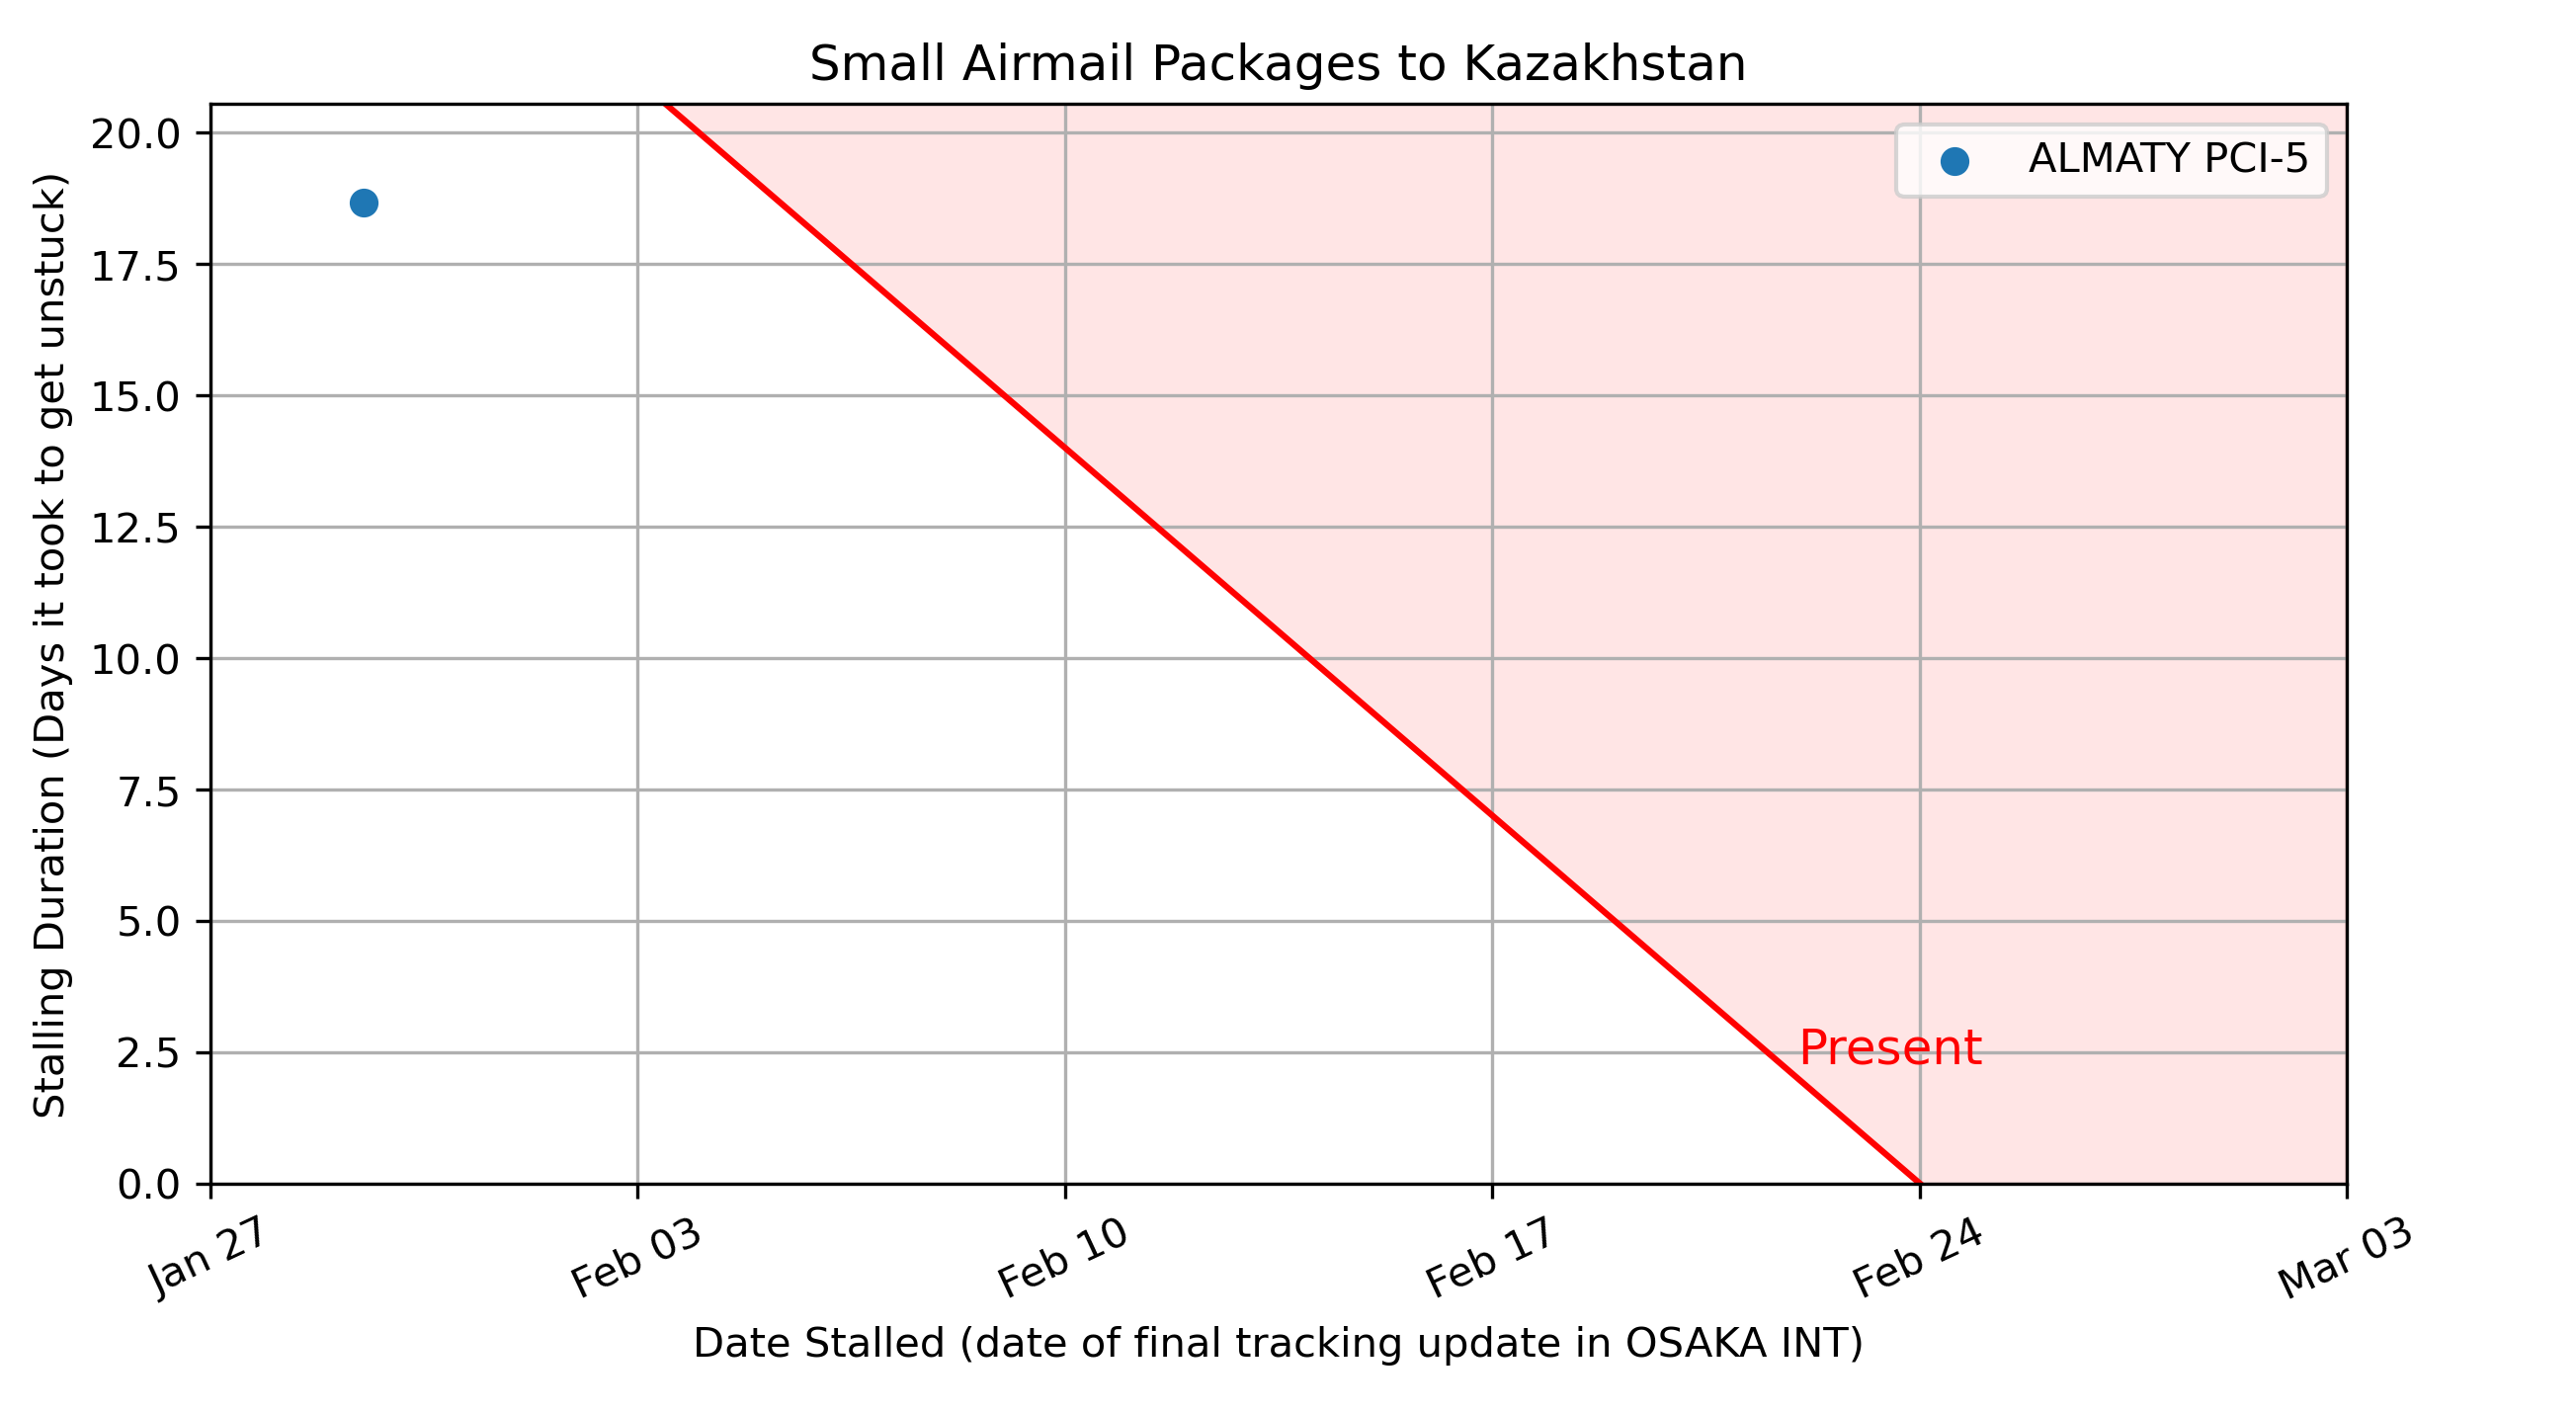 Small Airmail Packages to Kazakhstan
ALMATY PCI-5
Stalling Duration (Days it took to get unstuck)
20.0
17.5
15.0
12.5
10.0
7.5
5.0
2.5
0.0
Present
Jan 27
Feb 03
Feb 10
Feb 17
Feb 24
Mar 03
Date Stalled (date of final tracking update in OSAKA INT)